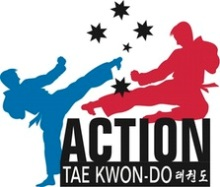 ACTION
TAE KWON-DO 태권도